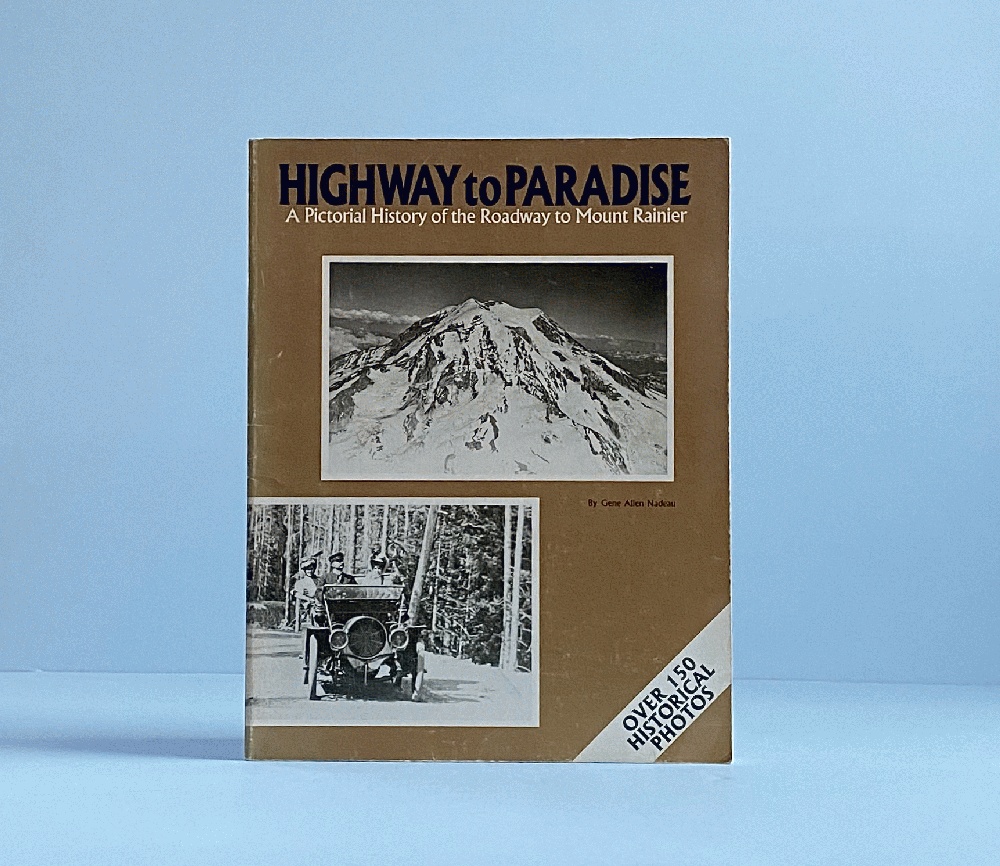 HIGHWAY to PARADISE
A Pictorial History of the Roadway to Mount Rainier
By Gene Allen Nadeau
OVER 150
HISTORICAL
PHOTOS